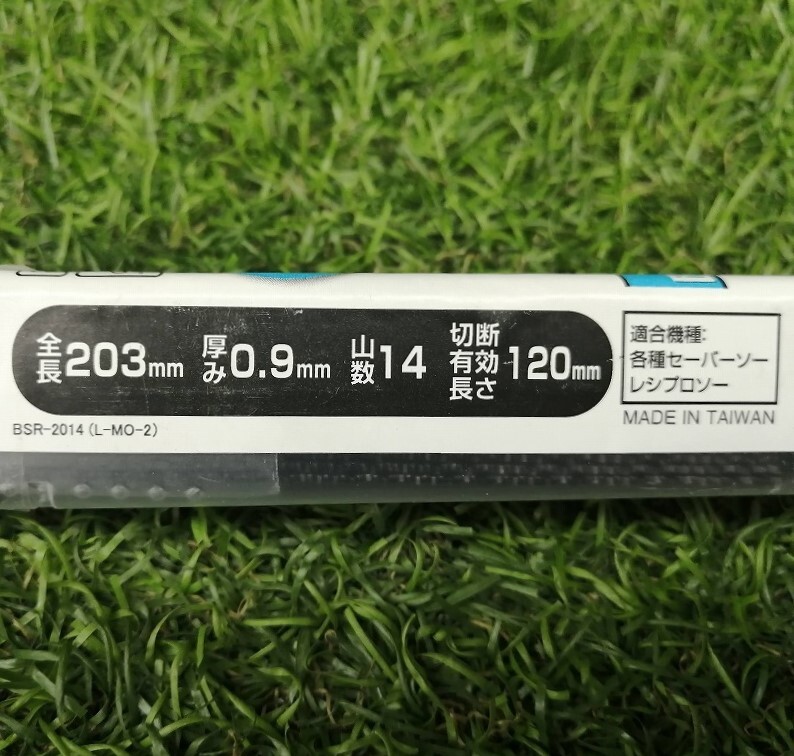 全長203mm 厚み0.9mm 山数14 切断有効長さ120mm
BSR-2014 (L-MO-2)
適合機種:
各種セーバーソー
レシプロソー
MADE IN TAIWAN